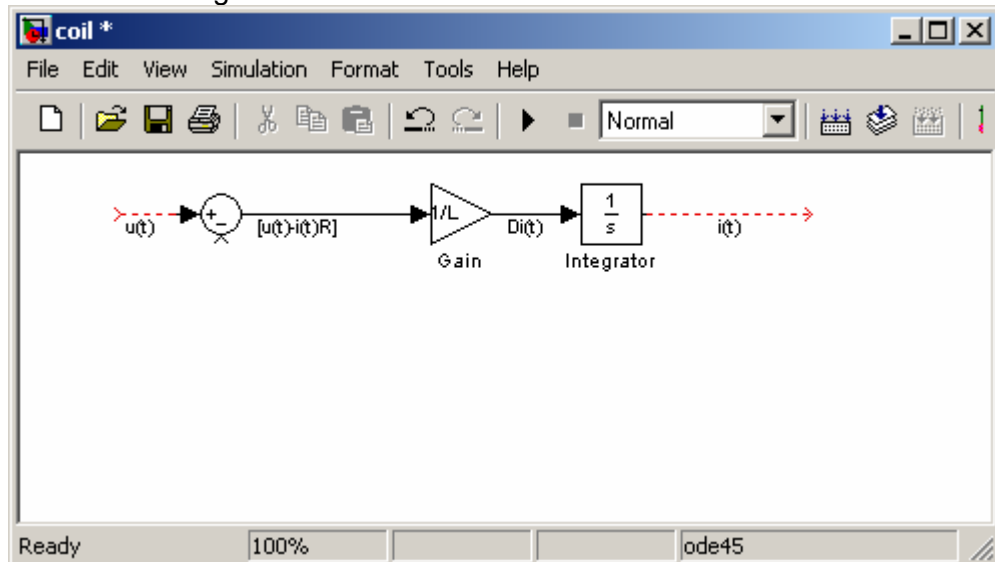 coil *
File Edit View Simulation Format Tools Help
Normal
u(t) [u(t)-i(t)R] 1/L Di(t) 1/s i(t)
Gain Integrator
Ready 100% ode45